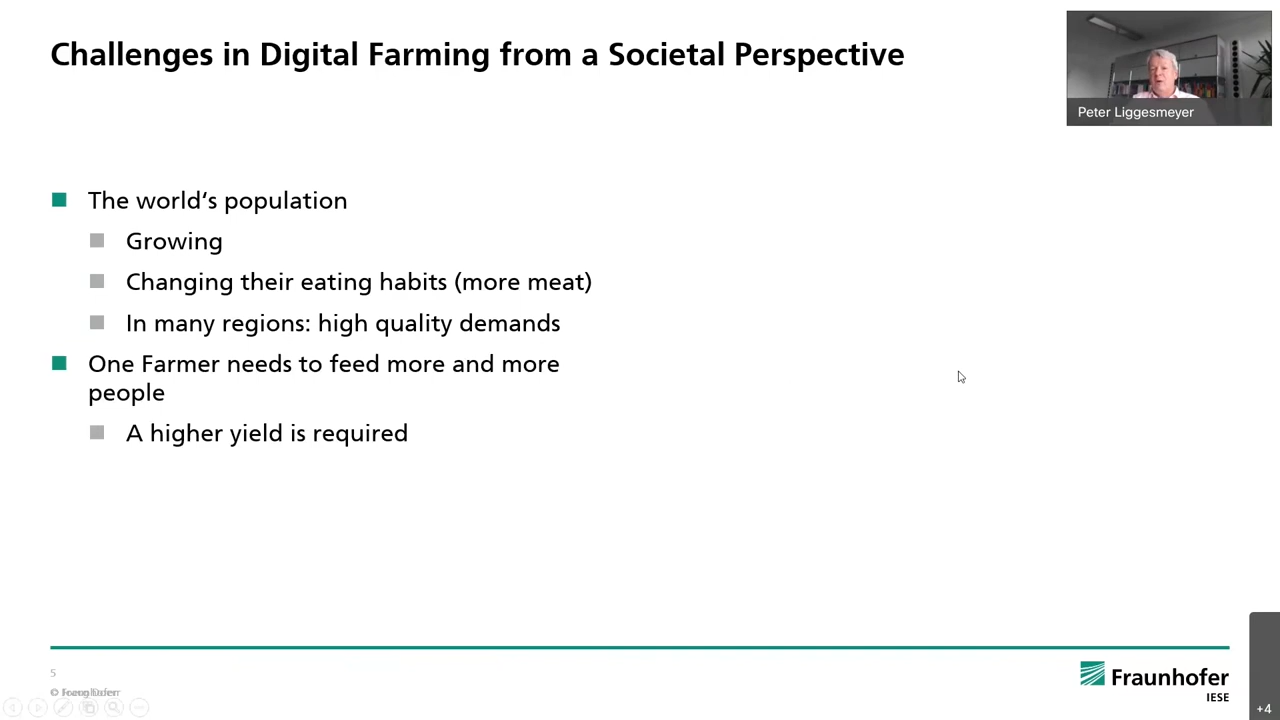 Challenges in Digital Farming from a Societal Perspective
Peter Liggesmeyer
The world‘s population
Growing
Changing their eating habits (more meat)
In many regions: high quality demands
One Farmer needs to feed more and more
people
A higher yield is required
5
©
Fraunhofer
IESE
+4